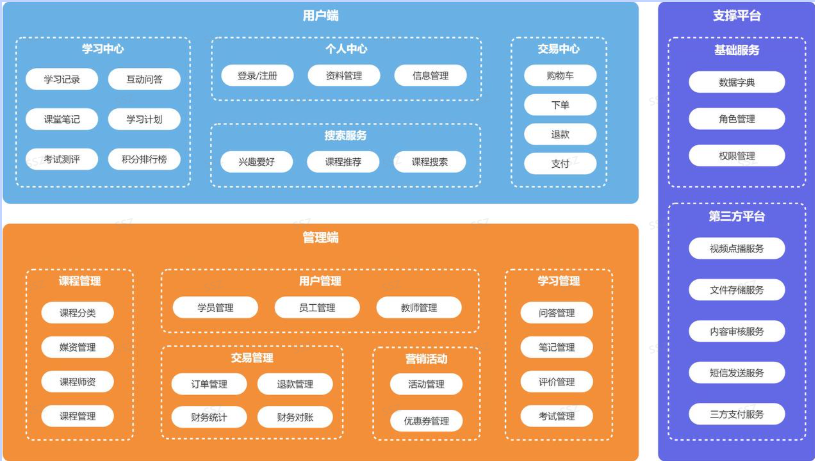 用户端
学习中心
学习记录
互动问答
课堂笔记
学习计划
考试测评
积分排行榜
个人中心
登录/注册
资料管理
信息管理
搜索服务
兴趣爱好
课程推荐
课程搜索
交易中心
购物车
下单
退款
支付
管理端
课程管理
课程分类
媒资管理
课程师资
课程管理
用户管理
学员管理
员工管理
教师管理
交易管理
订单管理
退款管理
财务统计
财务对账
营销活动
活动管理
优惠券管理
学习管理
问答管理
笔记管理
评价管理
考试管理
支撑平台
基础服务
数据字典
角色管理
权限管理
第三方平台
视频点播服务
文件存储服务
内容审核服务
短信发送服务
三方支付服务